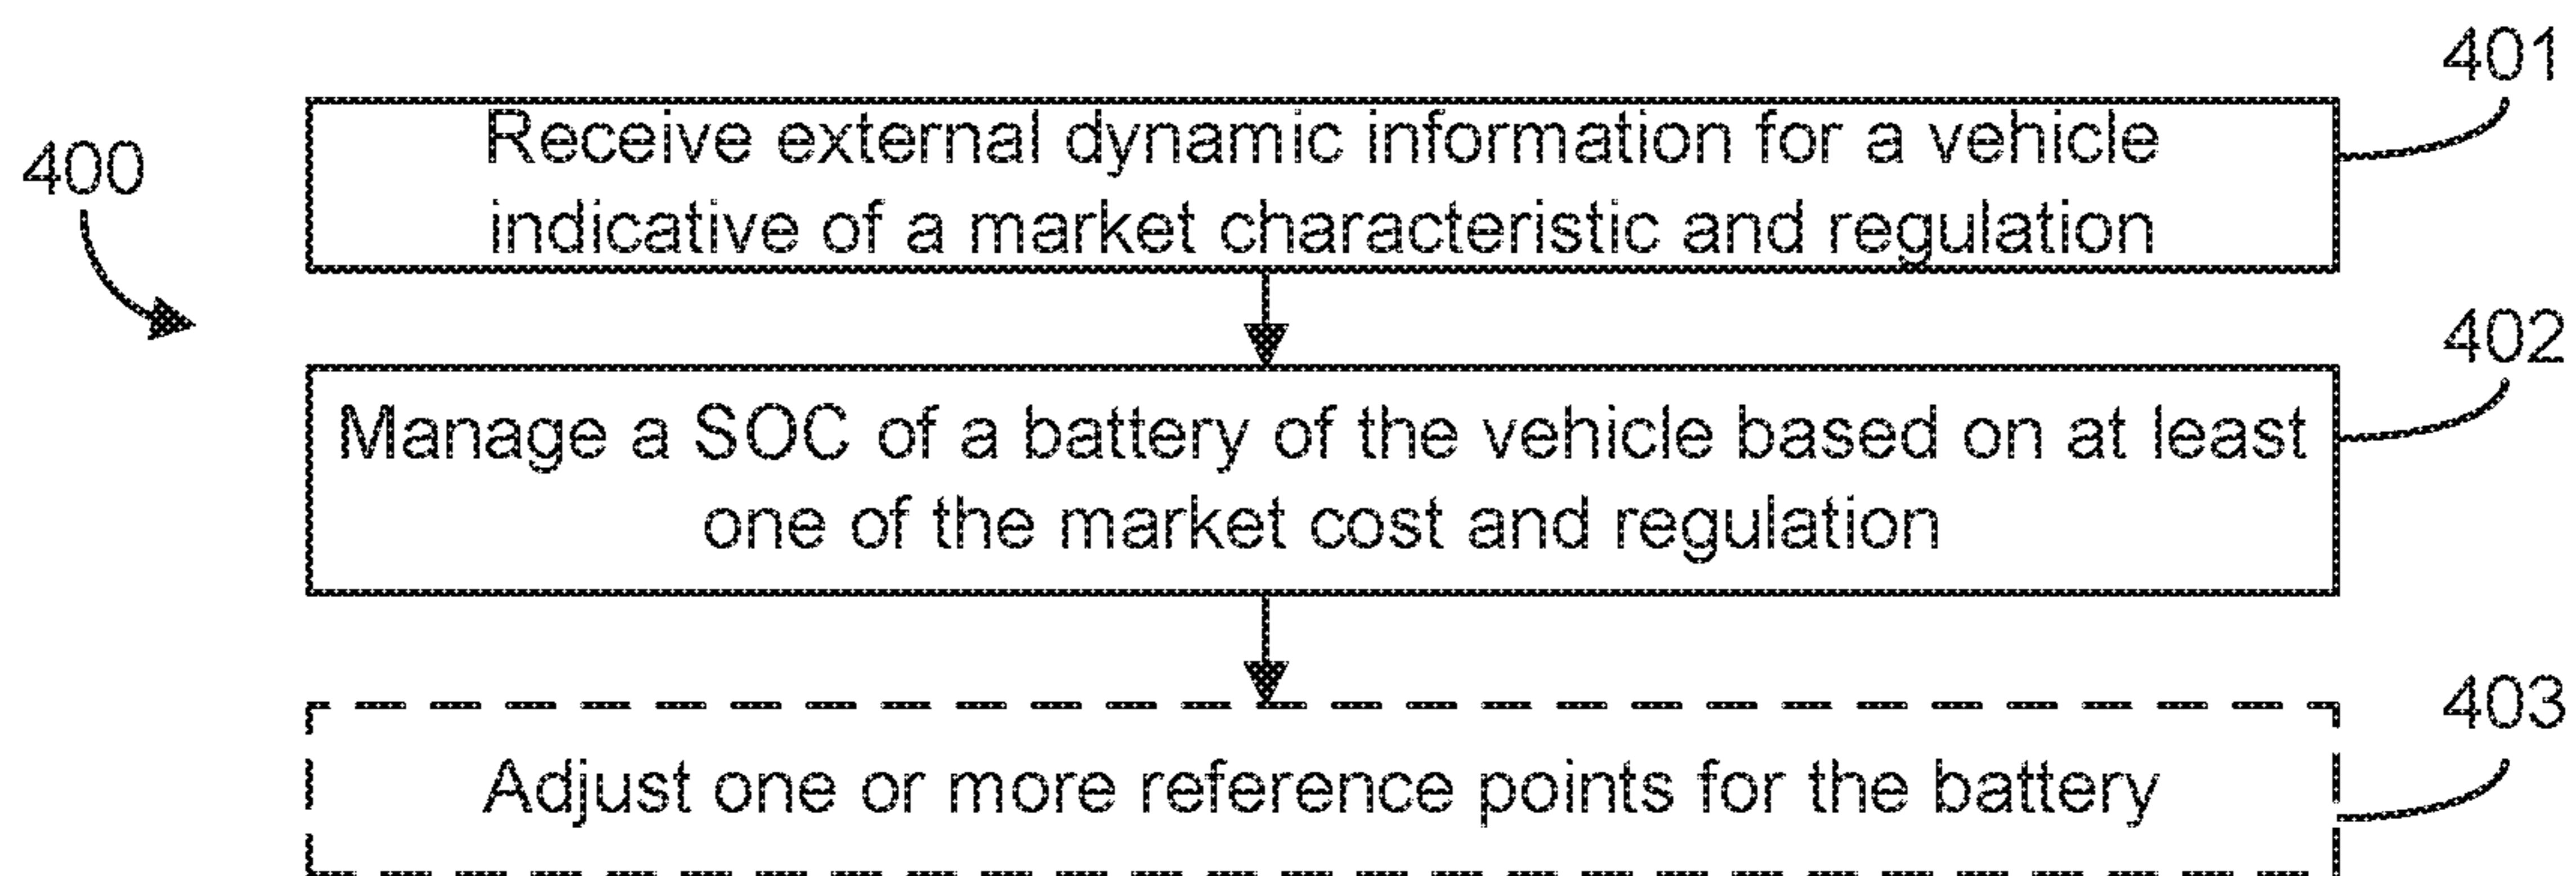 401
Receive external dynamic information for a vehicle
indicative of a market characteristic and regulation
400
402
Manage a SOC of a battery of the vehicle based on at least
one of the market cost and regulation
403
Adjust one or more reference points for the battery